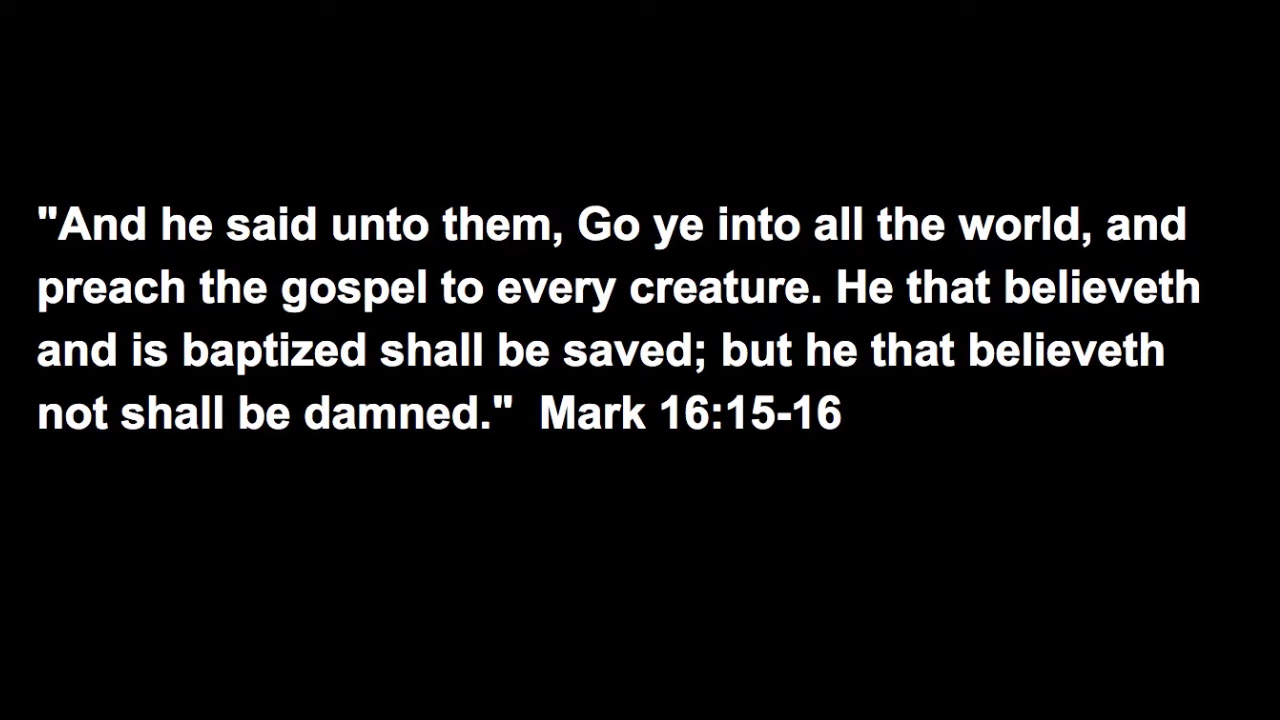 "And he said unto them, Go ye into all the world, and
preach the gospel to every creature. He that believeth
and is baptized shall be saved; but he that believeth
not shall be damned."  Mark 16:15-16